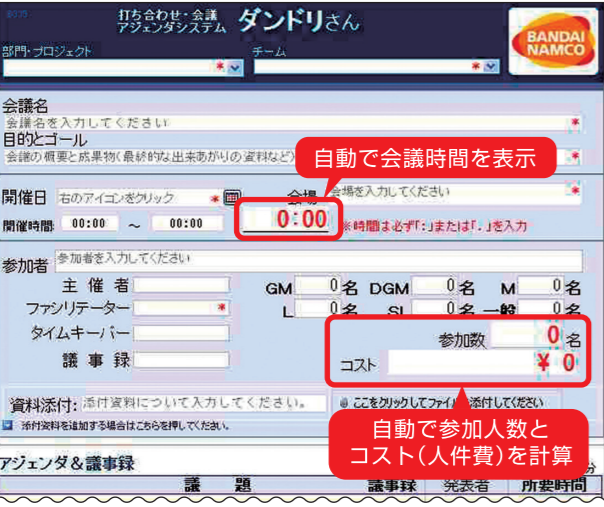 打ち合わせ・会議
アジェンダシステム ダンドリさん
BANDAI
NAMCO
部門・プロジェクト チーム
* *
会議名
会議名を入力してください *
目的とゴール
会議の概要と成果物(最終的な出来あがりの資料など) *
自動で会議時間を表示
開催日 右のアイコンをクリック * 会場 会場を入力してください *
開催時間 00:00 ～ 00:00 0:00 ※時間は必ず「:」または「.」を入力
参加者 参加者を入力してください
主催者 GM 0名 DGM 0名 M 0名
ファシリテーター * L 0名 SL 0名 一般 0名
タイムキーパー 参加数 0名
議事録 コスト ¥0
資料添付: 添付資料について入力してください。 ここをクリックしてファイルを添付してください
添付資料を追加する場合はこちらを押してください。
自動で参加人数と
コスト(人件費)を計算
アジェンダ&議事録 分
議題 議事録 発表者 所要時間